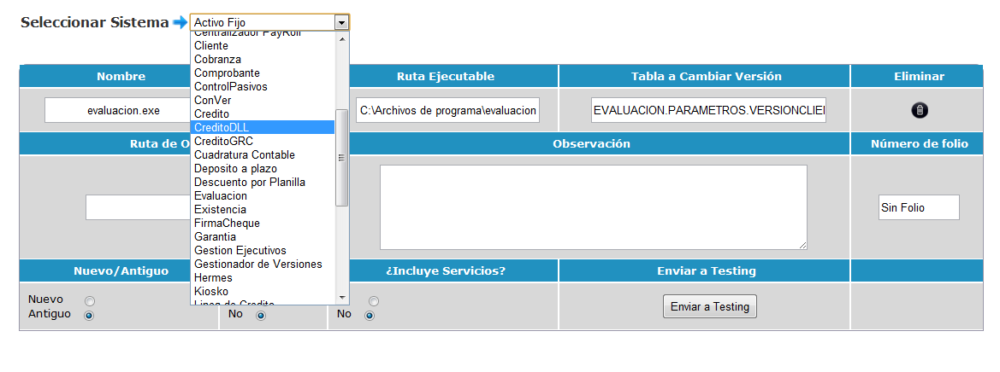 Seleccionar Sistema
Activo Fijo
Centralizador PayRoll
Cliente
Cobranza
Comprobante
ControlPasivos
ConVer
Credito
CreditoDLL
CreditoGRC
Cuadratura Contable
Deposito a plazo
Descuento por Planilla
Evaluacion
Existencia
FirmaCheque
Garantia
Gestion Ejecutivos
Gestionador de Versiones
Hermes
Kiosko
Linea de Credito
Nombre
Ruta Ejecutable
Tabla a Cambiar Versión
Eliminar
evaluacion.exe
C:\Archivos de programa\evaluacion
EVALUACION.PARAMETROS.VERSIONCLIE
Ruta de O
Observación
Número de folio
Sin Folio
Nuevo/Antiguo
¿Incluye Servicios?
Enviar a Testing
Nuevo
Antiguo
No
No
Enviar a Testing